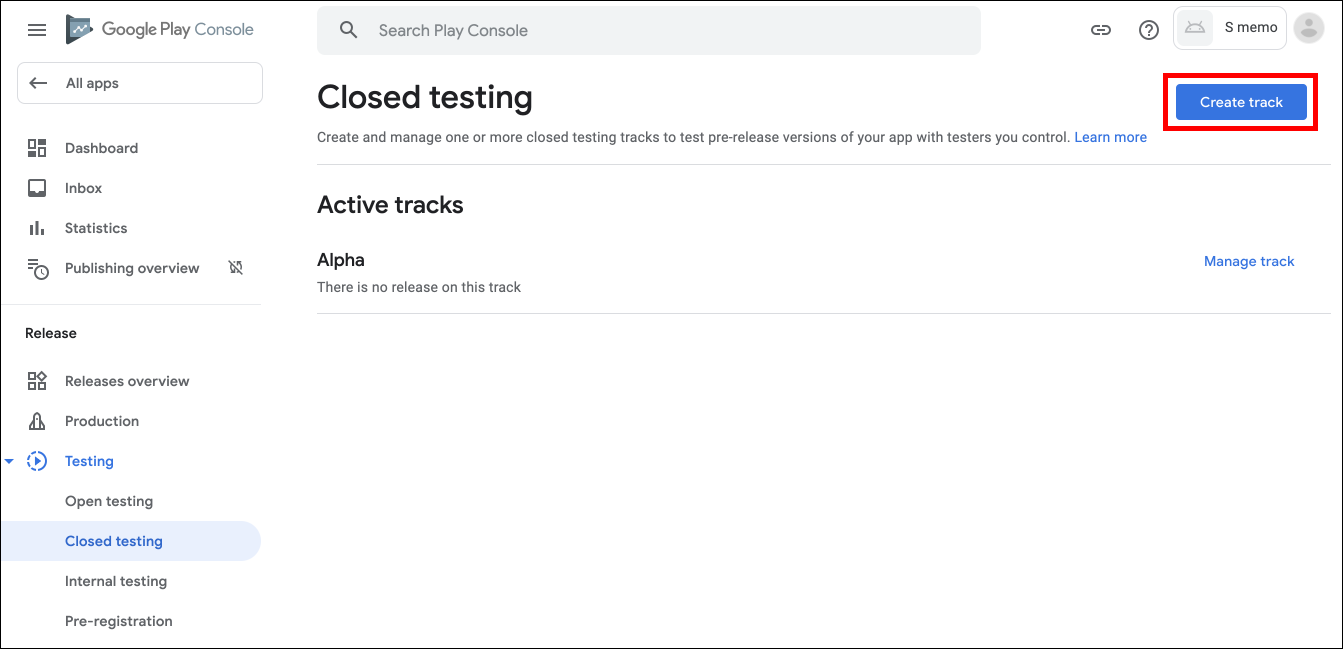 Google Play Console
Search Play Console
S memo
All apps
Dashboard
Inbox
Statistics
Publishing overview
Release
Releases overview
Production
Testing
Open testing
Closed testing
Internal testing
Pre-registration
Closed testing
Create track
Create and manage one or more closed testing tracks to test pre-release versions of your app with testers you control. Learn more
Active tracks
Alpha
Manage track
There is no release on this track